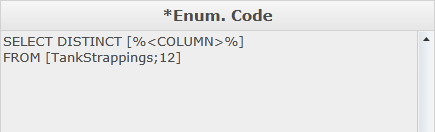 *Enum. Code
SELECT DISTINCT [%<COLUMN>%]
FROM [TankStrappings;12]